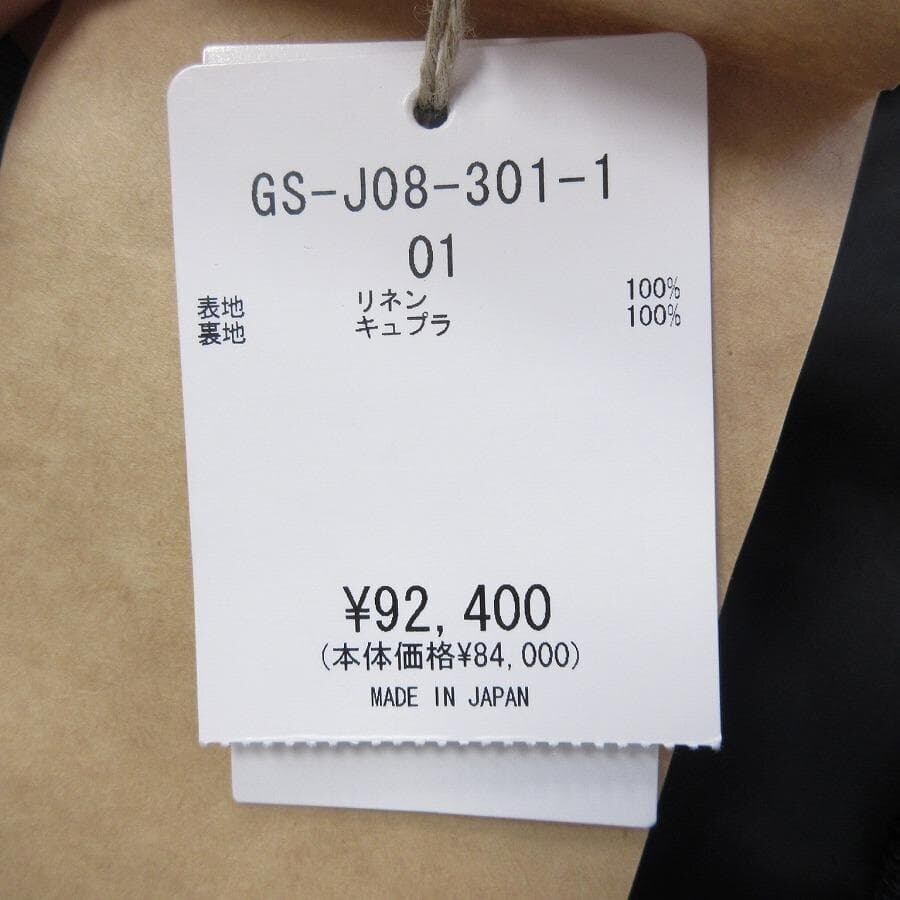 GS-J08-301-1
01
表地 リネン 100%
裏地 キュプラ 100%
¥92,400
(本体価格¥84,000)
MADE IN JAPAN